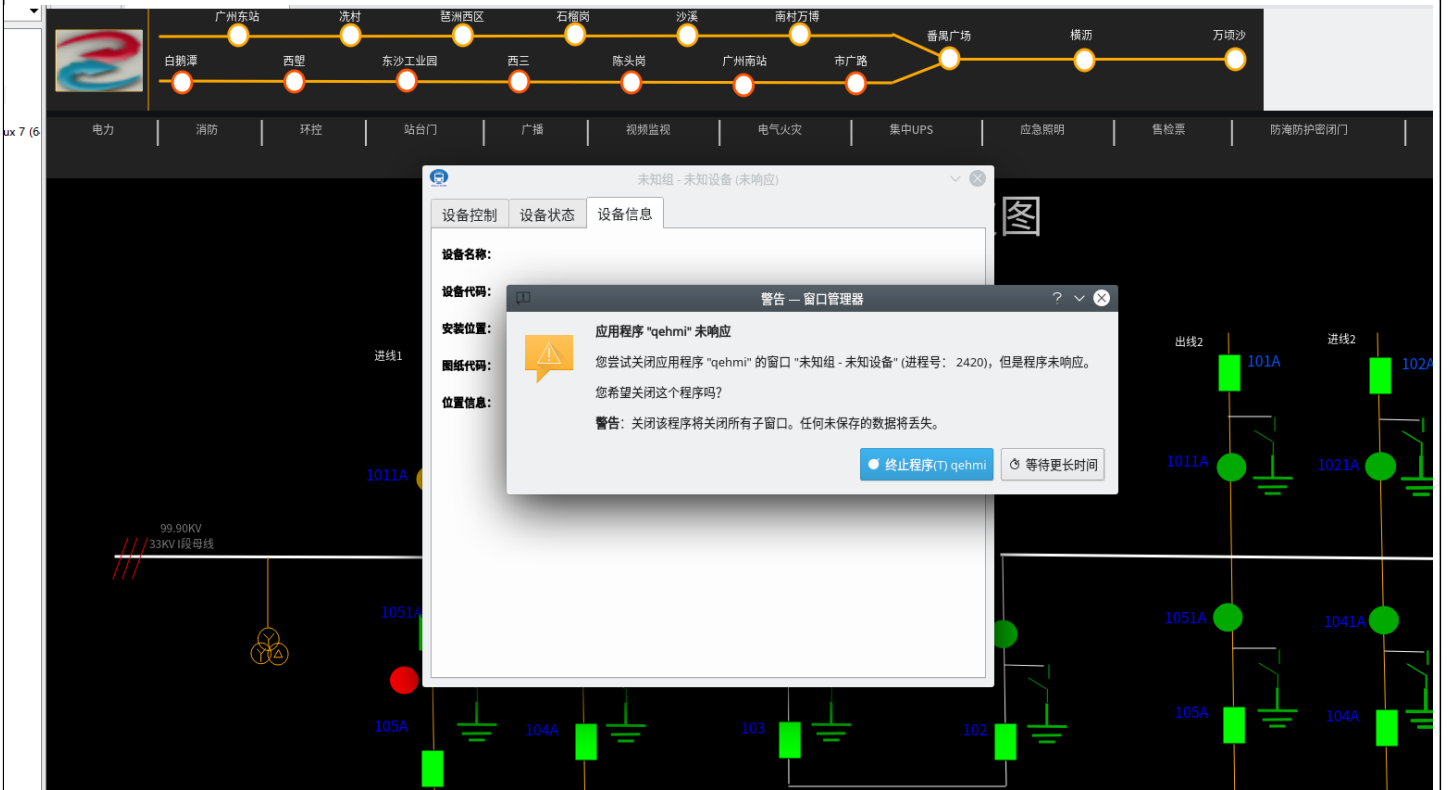 广州东站 冼村 琶洲西区 石榴岗 沙溪 南村万博
番禺广场 横沥 万顷沙
白鹅潭 西塱 东沙工业园 西三 陈头岗 广州南站 市广路
ux 7 (6
电力 消防 环控 站台门 广播 视频监视 电气火灾 集中UPS 应急照明 售检票 防淹防护密闭门
未知组 - 未知设备 (未响应)
设备控制 设备状态 设备信息
图
设备名称:
设备代码:
安装位置:
图纸代码:
位置信息:
警告 — 窗口管理器
应用程序 "qehmi" 未响应
您尝试关闭应用程序 "qehmi" 的窗口 "未知组 - 未知设备" (进程号: 2420)，但是程序未响应。
您希望关闭这个程序吗?
警告: 关闭该程序将关闭所有子窗口。任何未保存的数据将丢失。
终止程序(T) qehmi 等待更长时间
进线1
出线2 进线2
101A 102A
1011A 1011A 1021A
99.90KV
33KV I段母线
1051A 1051A 1041A
105A 104A 103 102 105A 104A